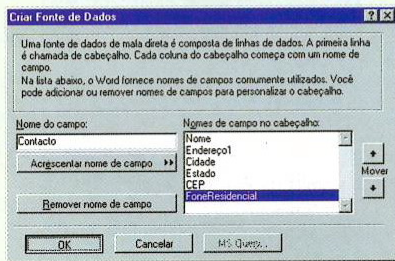 Criar Fonte de Dados
Uma fonte de dados de mala direta é composta de linhas de dados. A primeira linha
é chamada de cabeçalho. Cada coluna do cabeçalho começa com um nome de
campo.
Na lista abaixo, o Word fornece nomes de campos comumente utilizados. Você
pode adicionar ou remover nomes de campos para personalizar o cabeçalho.
Nome do campo:
Contacto
Acrescentar nome de campo
Remover nome de campo
Nomes de campo no cabeçalho:
Nome
Endereço1
Cidade
Estado
CEP
FoneResidencial
Mover
OK
Cancelar
MS Query...